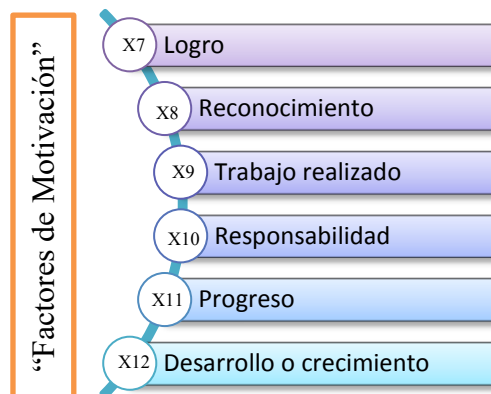 “Factores de Motivación”
X7 Logro
X8 Reconocimiento
X9 Trabajo realizado
X10 Responsabilidad
X11 Progreso
X12 Desarrollo o crecimiento